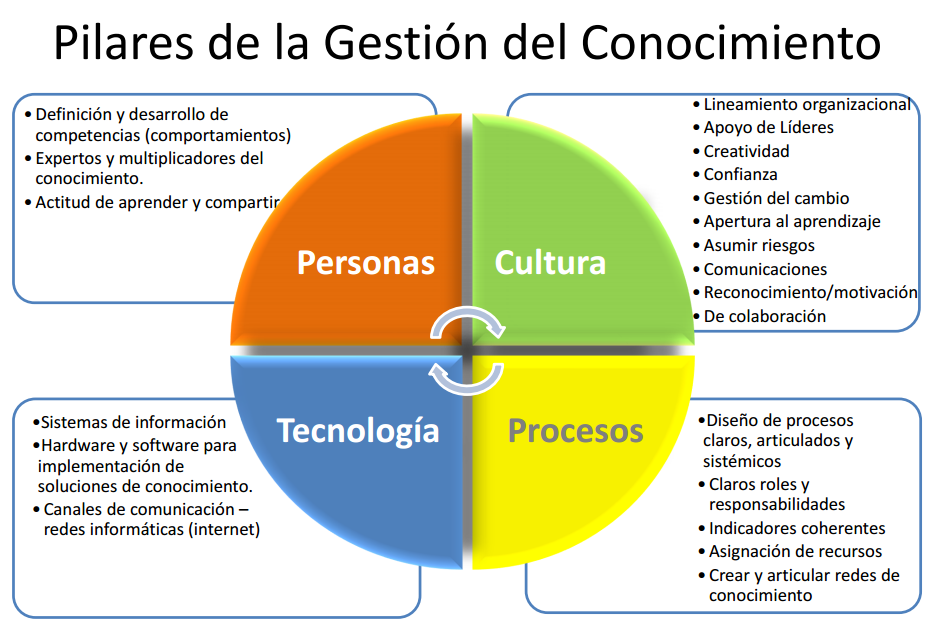 Pilares de la Gestión del Conocimiento
• Definición y desarrollo de
competencias (comportamientos)
• Expertos y multiplicadores del
conocimiento.
• Actitud de aprender y compartir
Personas
Cultura
• Lineamiento organizacional
• Apoyo de Líderes
• Creatividad
• Confianza
• Gestión del cambio
• Apertura al aprendizaje
• Asumir riesgos
• Comunicaciones
• Reconocimiento/motivación
• De colaboración
•Sistemas de información
•Hardware y software para
implementación de
soluciones de conocimiento.
• Canales de comunicación –
redes informáticas (internet)
Tecnología
Procesos
•Diseño de procesos
claros, articulados y
sistémicos
• Claros roles y
responsabilidades
• Indicadores coherentes
• Asignación de recursos
• Crear y articular redes de
conocimiento